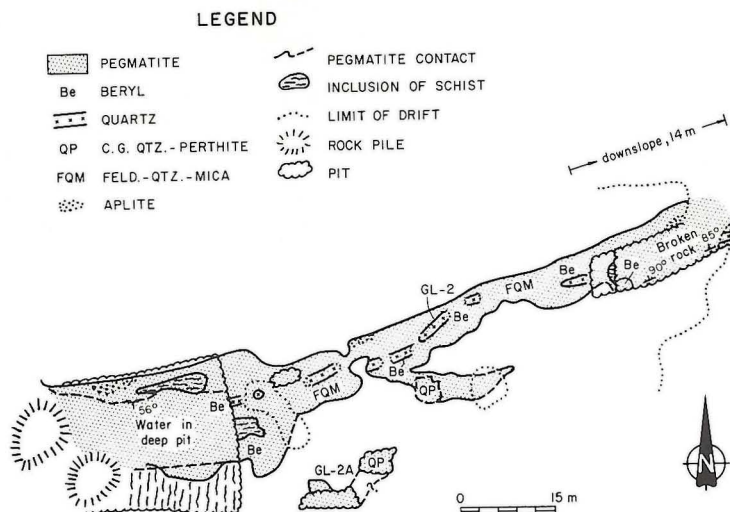 LEGEND
PEGMATITE
Be BERYL
QUARTZ
QP C.G. QTZ.-PERTHITE
FQM FELD.-QTZ-MICA
APLITE
PEGMATITE CONTACT
INCLUSION OF SCHIST
LIMIT OF DRIFT
ROCK PILE
PIT
downslope, 14 m
Broken
rock
85°
90°
Be
Be
FQM
GL-2
Be
Be
QP
FQM
Be
56°
Water in
deep pit
Be
GL-2A
QP
N
0 15 m